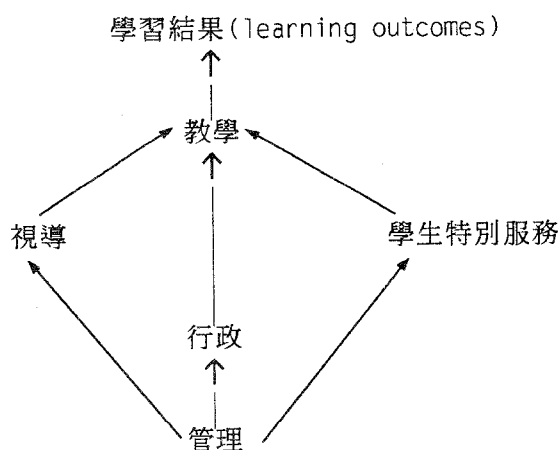 學習結果(learning outcomes)
教學
視導
學生特別服務
行政
管理